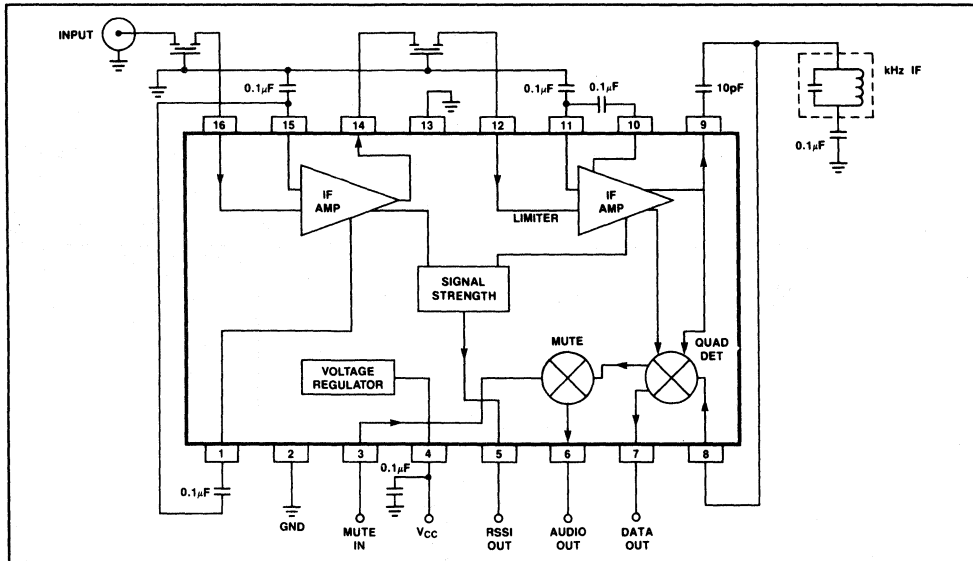 INPUT
kHz IF
0.1µF
0.1µF
0.1µF
10pF
0.1µF
16
15
14
13
12
11
10
9
IF
AMP
IF
AMP
LIMITER
SIGNAL
STRENGTH
VOLTAGE
REGULATOR
MUTE
QUAD
DET
1
2
3
4
5
6
7
8
0.1µF
0.1µF
GND
MUTE
IN
VCC
RSSI
OUT
AUDIO
OUT
DATA
OUT